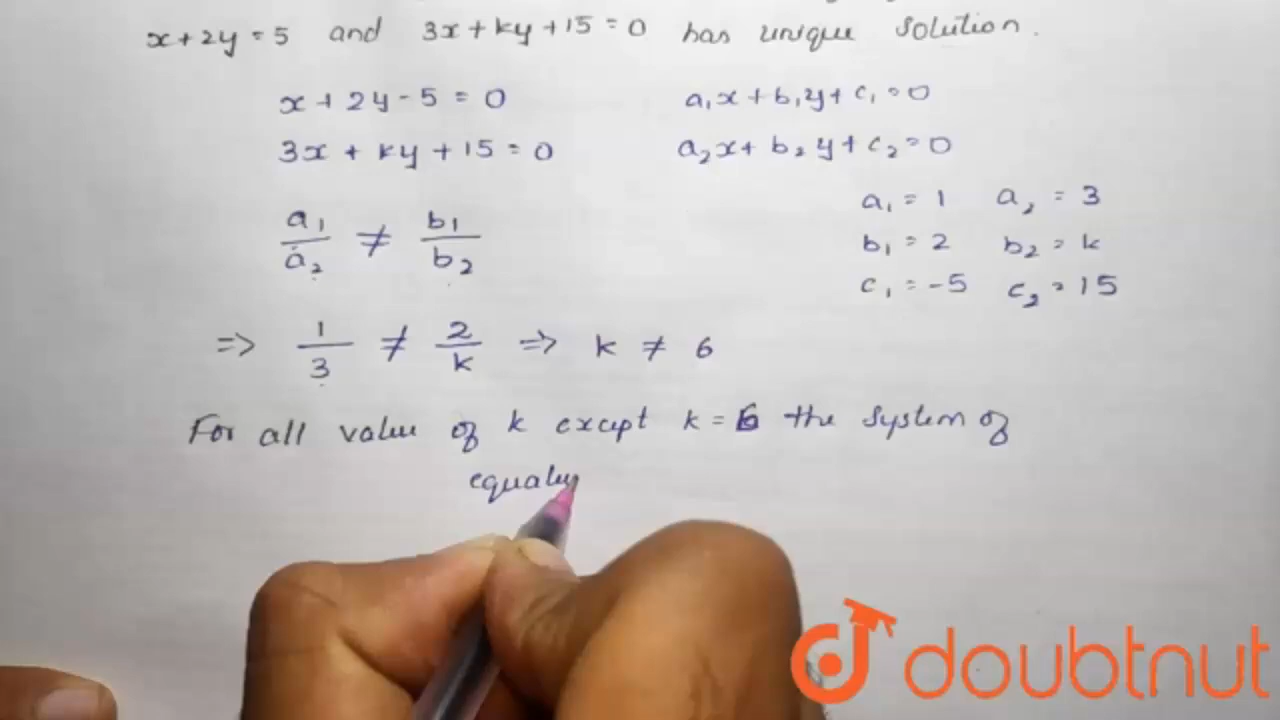 x+2y=5 and 3x+ky+15=0 has unique solution.
x+2y-5=0 a₁x+b₁y+c₁=0
3x+ky+15=0 a₂x+b₂y+c₂=0
a₁=1 a₂=3
a₁/a₂ ≠ b₁/b₂ b₁=2 b₂=k
c₁=-5 c₂=15
=> 1/3 ≠ 2/k => k ≠ 6
For all value of k except k=6 the system of
doubtnut